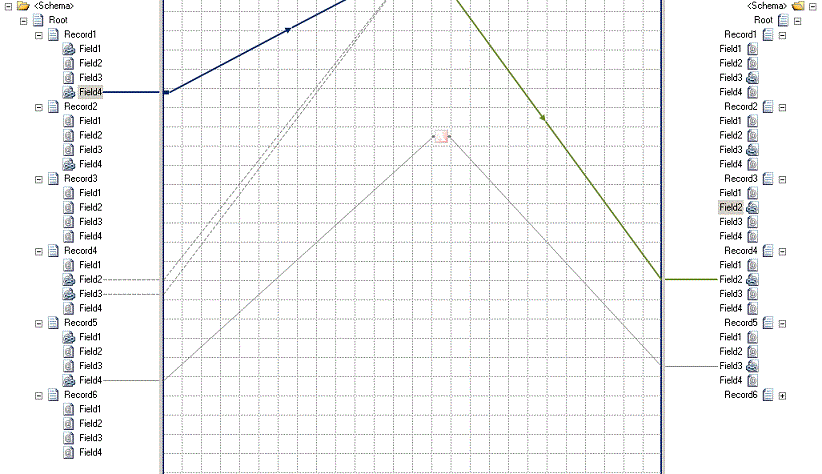 <Schema>
Root
Record1
Field1
Field2
Field3
Field4
Record2
Field1
Field2
Field3
Field4
Record3
Field1
Field2
Field3
Field4
Record4
Field1
Field2
Field3
Field4
Record5
Field1
Field2
Field3
Field4
Record6
Field1
Field2
Field3
Field4
<Schema>
Root
Record1
Field1
Field2
Field3
Field4
Record2
Field1
Field2
Field3
Field4
Record3
Field1
Field2
Field3
Field4
Record4
Field1
Field2
Field3
Field4
Record5
Field1
Field2
Field3
Field4
Record6